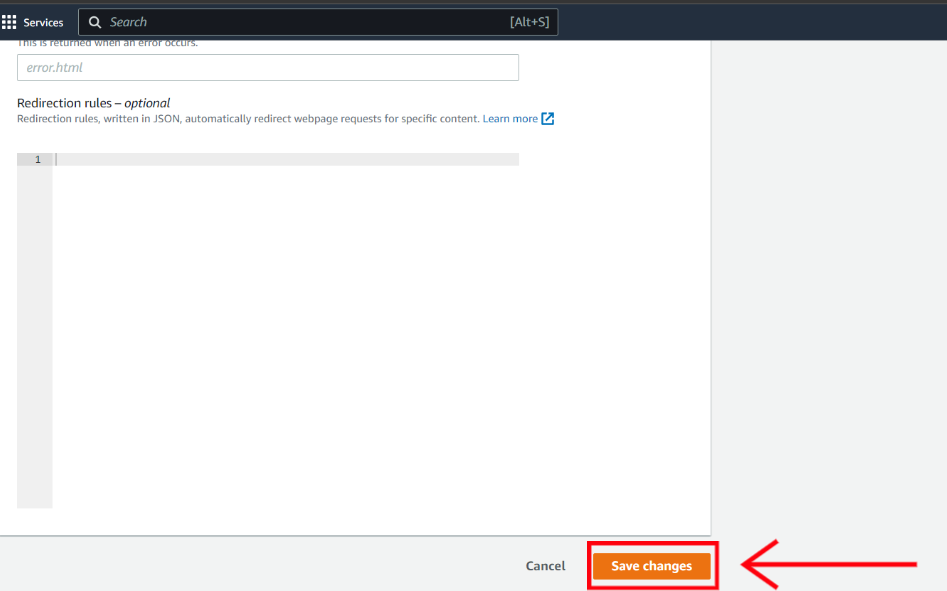 Services
Search
[Alt+S]
This is returned when an error occurs.
error.html
Redirection rules – optional
Redirection rules, written in JSON, automatically redirect webpage requests for specific content. Learn more
1
Cancel
Save changes